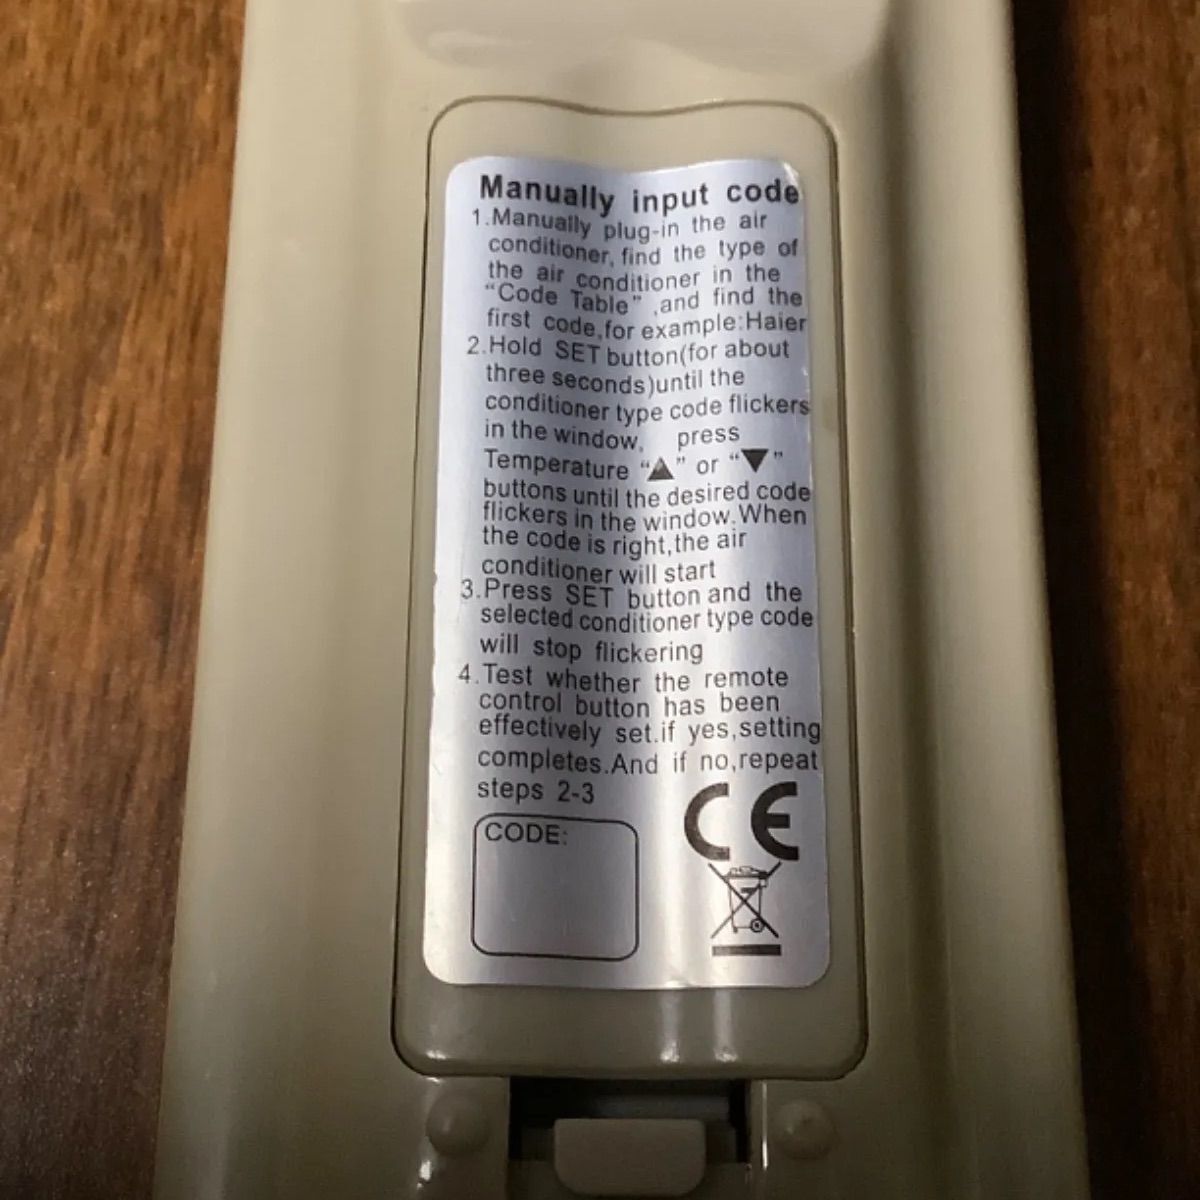 Manually input code
1.Manually plug-in the air
conditioner, find the type of
the air conditioner in the
“Code Table” ,and find the
first code,for example:Haier
2.Hold SET button(for about
three seconds)until the
conditioner type code flickers
in the window, press
Temperature “▲” or “▼”
buttons until the desired code
flickers in the window.When
the code is right,the air
conditioner will start
3.Press SET button and the
selected conditioner type code
will stop flickering
4.Test whether the remote
control button has been
effectively set.if yes,setting
completes.And if no,repeat
steps 2-3
CODE:
CE